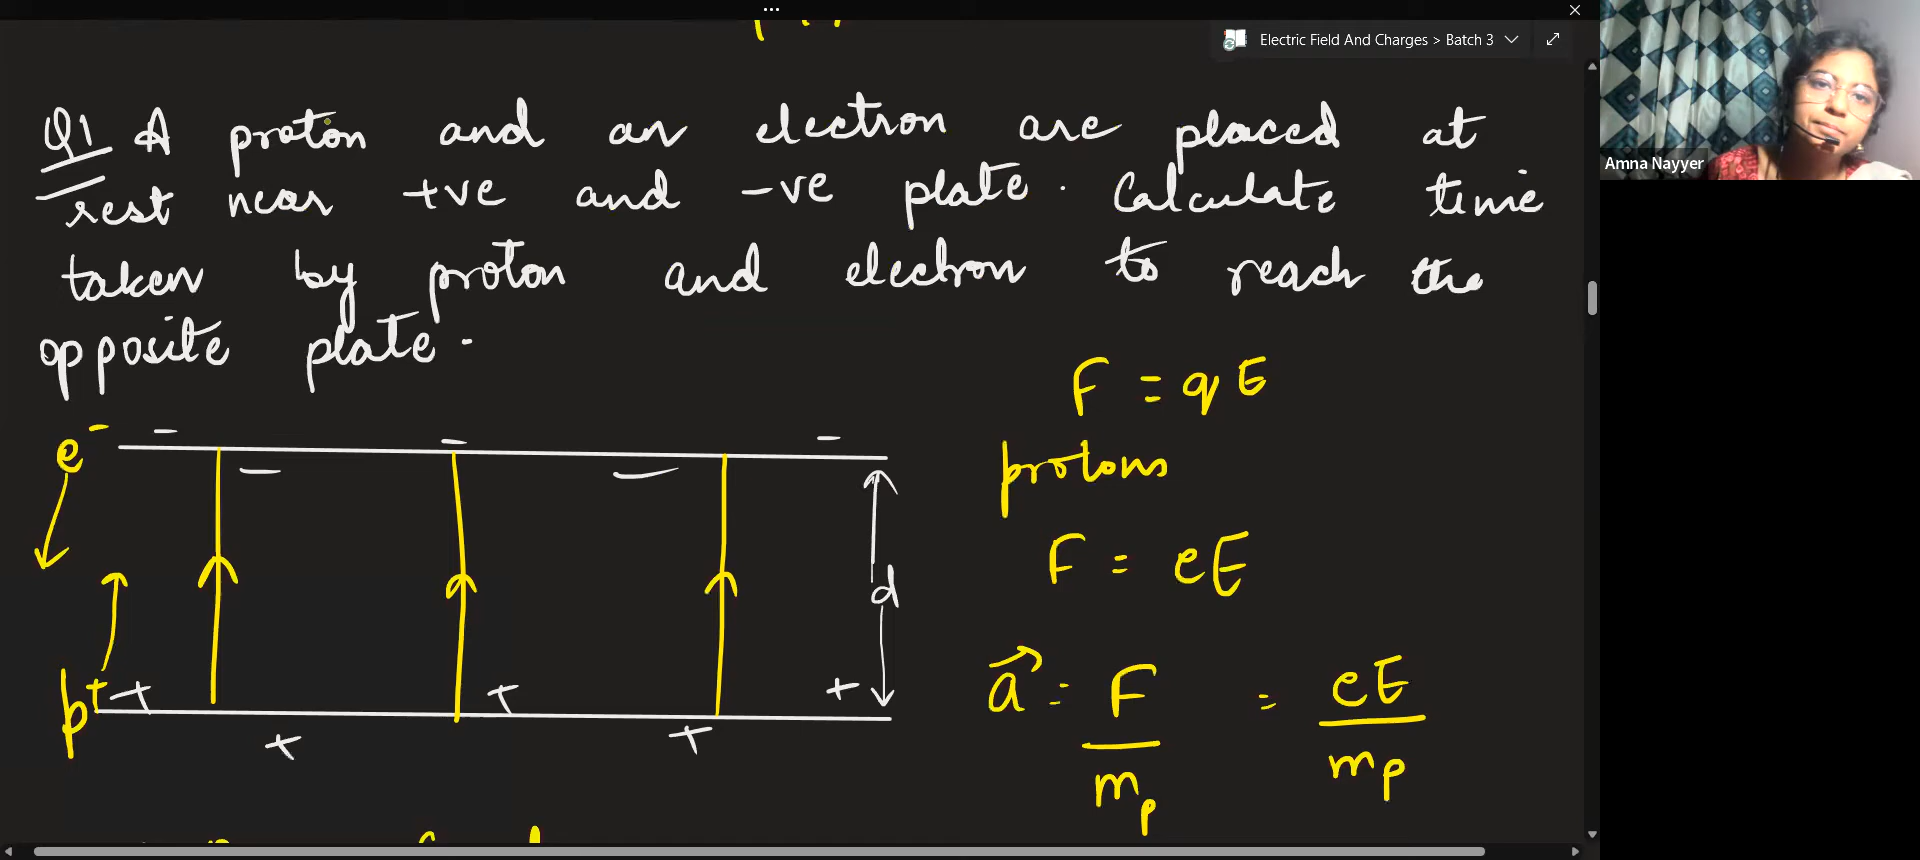 Electric Field And Charges > Batch 3
Amna Nayyer
Q1 A proton and an electron are placed at
rest near +ve and -ve plate. Calculate time
taken by proton and electron to reach the
opposite plate.
F = qE
protons
F = eE
a = F / mp = eE / mp
e-
- - - - -
d
p+ + + + + +